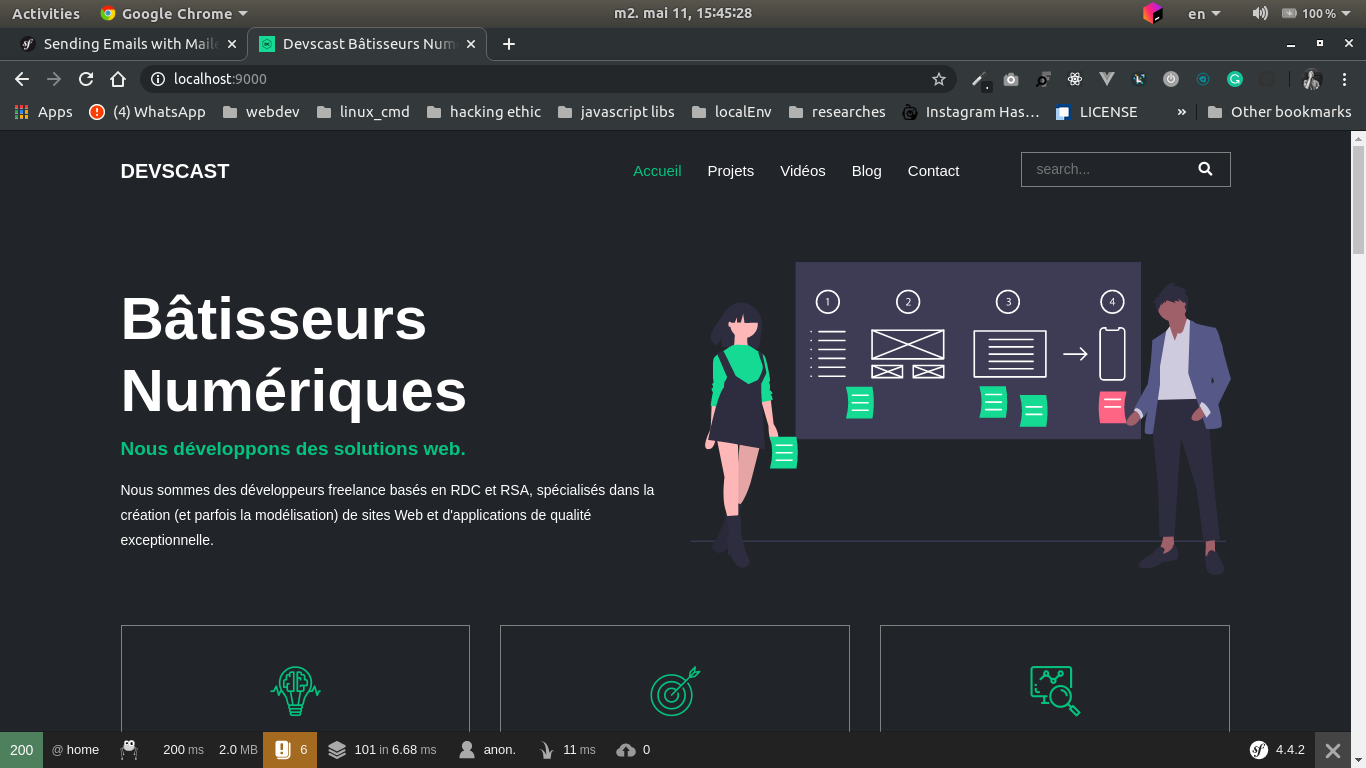 Activities Google Chrome m2. mai 11, 15:45:28 en 100 %
Sending Emails with Maile Devscast Bâtisseurs Num
localhost:9000
Apps (4) WhatsApp webdev linux_cmd hacking ethic javascript libs localEnv researches Instagram Has… LICENSE » Other bookmarks
DEVSCAST Accueil Projets Vidéos Blog Contact search...
1 2 3 4
Bâtisseurs
Numériques
Nous développons des solutions web.
Nous sommes des développeurs freelance basés en RDC et RSA, spécialisés dans la
création (et parfois la modélisation) de sites Web et d'applications de qualité
exceptionnelle.
200 @ home 200 ms 2.0 MB 6 101 in 6.68 ms anon. 11 ms 0 sf 4.4.2